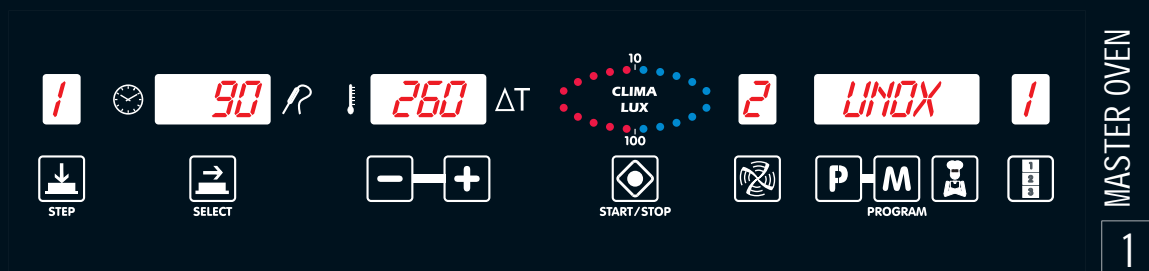 10
1
90
260
ΔT
CLIMA
LUX
2
UNOX
1
100
P
M
1
2
3
STEP
SELECT
START/STOP
PROGRAM
MASTER OVEN
1